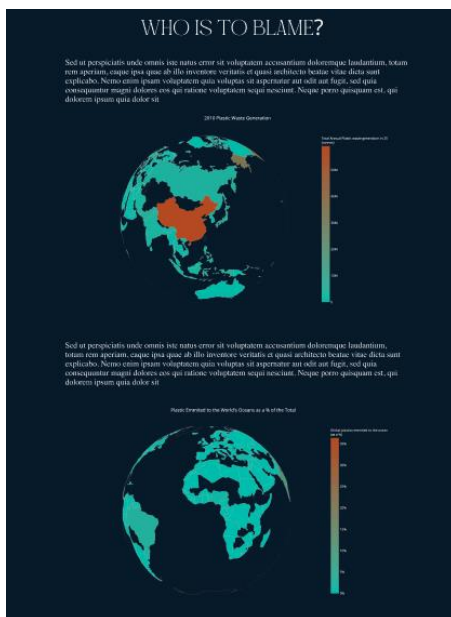 WHO IS TO BLAME?
Sed ut perspiciatis unde omnis iste natus error sit voluptatem accusantium doloremque laudantium, totam
rem aperiam, eaque ipsa quae ab illo inventore veritatis et quasi architecto beatae vitae dicta sunt
explicabo. Nemo enim ipsam voluptatem quia voluptas sit aspernatur aut odit aut fugit, sed quia
consequuntur magni dolores eos qui ratione voluptatem sequi nesciunt. Neque porro quisquam est, qui
dolorem ipsum quia dolor sit
2010 Plastic Waste Generation
Sed ut perspiciatis unde omnis iste natus error sit voluptatem accusantium doloremque laudantium,
totam rem aperiam, eaque ipsa quae ab illo inventore veritatis et quasi architecto beatae vitae dicta sunt
explicabo. Nemo enim ipsam voluptatem quia voluptas sit aspernatur aut odit aut fugit, sed quia
consequuntur magni dolores eos qui ratione voluptatem sequi nesciunt. Neque porro quisquam est, qui
dolorem ipsum quia dolor sit
Plastic Emmited to the World's Oceans as a % of the Total